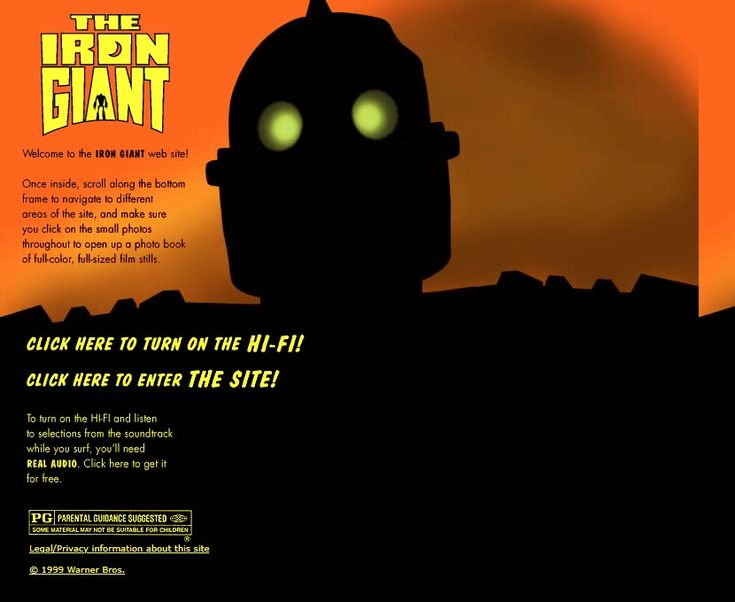 THE
IRON
GIANT
Welcome to the IRON GIANT web site!
Once inside, scroll along the bottom
frame to navigate to different
areas of the site, and make sure
you click on the small photos
throughout to open up a photo book
of full-color, full-sized film stills.
CLICK HERE TO TURN ON THE HI-FI!
CLICK HERE TO ENTER THE SITE!
To turn on the HI-FI and listen
to selections from the soundtrack
while you surf, you'll need
REAL AUDIO. Click here to get it
for free.
PG PARENTAL GUIDANCE SUGGESTED
SOME MATERIAL MAY NOT BE SUITABLE FOR CHILDREN
®
Legal/Privacy information about this site
© 1999 Warner Bros.